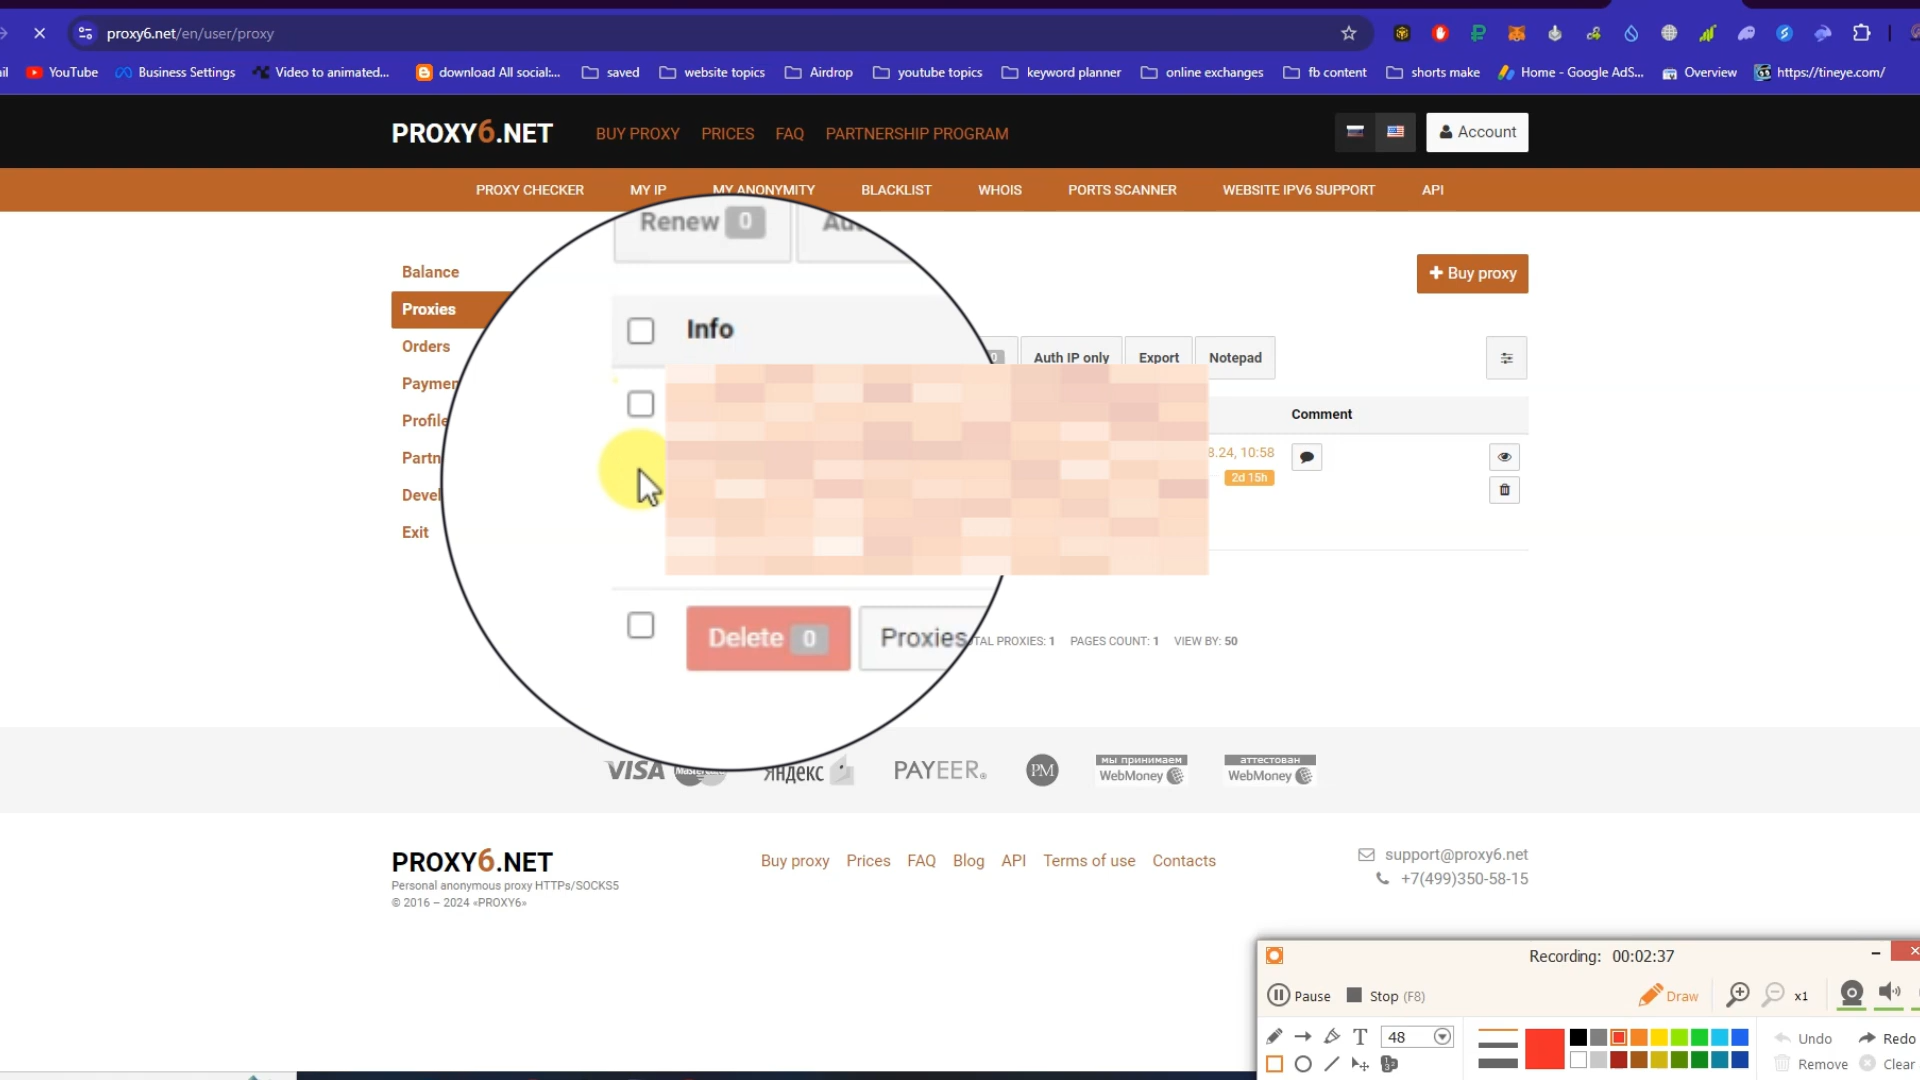 proxy6.net/en/user/proxy
YouTube
Business Settings
Video to animated...
download All social:...
saved
website topics
Airdrop
youtube topics
keyword planner
online exchanges
fb content
shorts make
Home - Google AdS...
Overview
https://tineye.com/
PROXY6.NET
BUY PROXY
PRICES
FAQ
PARTNERSHIP PROGRAM
Account
PROXY CHECKER
MY IP
MY ANONYMITY
BLACKLIST
WHOIS
PORTS SCANNER
WEBSITE IPV6 SUPPORT
API
Renew 0
Balance
Buy proxy
Proxies
Info
Orders
Auth IP only
Export
Notepad
Profile
Comment
8.24, 10:58
2d 15h
Exit
Delete 0
Proxies
TAL PROXIES: 1
PAGES COUNT: 1
VIEW BY: 50
VISA
MasterCard
ЯНДЕКС
PAYEER
PM
мы принимаем
WebMoney
аттестован
WebMoney
PROXY6.NET
Personal anonymous proxy HTTPs/SOCKS5
© 2016 – 2024 «PROXY6»
Buy proxy
Prices
FAQ
Blog
API
Terms of use
Contacts
support@proxy6.net
+7(499)350-58-15
Recording: 00:02:37
Pause
Stop (F8)
Draw
x1
T
48
Undo
Redo
Remove
Clear